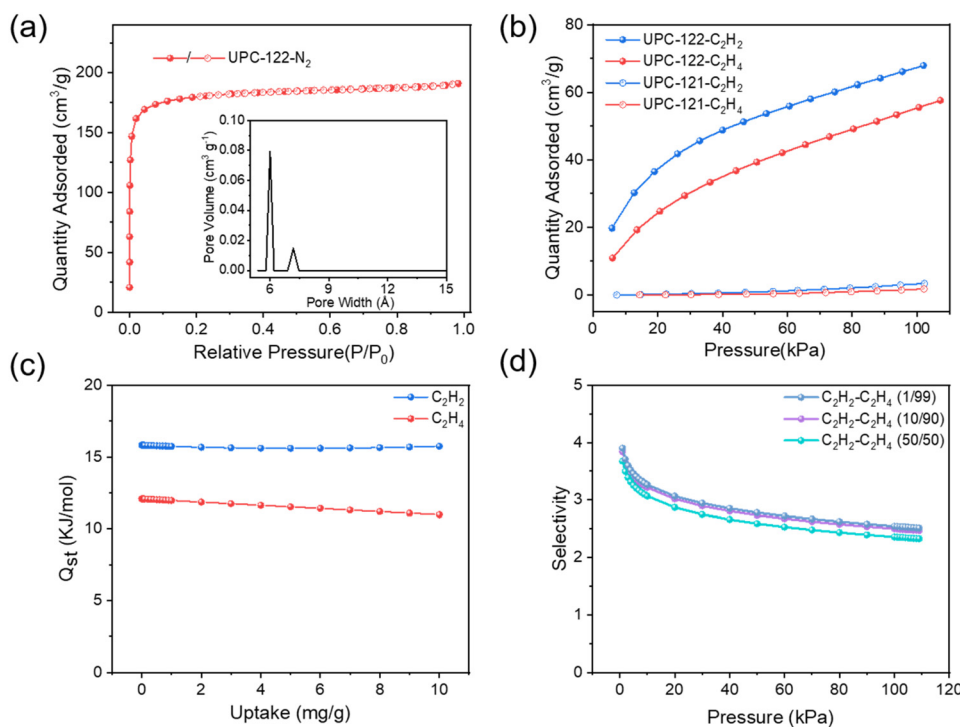 (a)
UPC-122-N₂
Quantity Adsorbed (cm³/g)
200
150
100
50
0
0.0 0.2 0.4 0.6 0.8 1.0
Relative Pressure(P/P₀)
Pore Volume (cm³ g⁻¹)
0.10
0.08
0.06
0.04
0.02
0.00
6 9 12 15
Pore Width (Å)
(b)
UPC-122-C₂H₂
UPC-122-C₂H₄
UPC-121-C₂H₂
UPC-121-C₂H₄
Quantity Adsorbed (cm³/g)
80
60
40
20
0
0 20 40 60 80 100
Pressure(kPa)
(c)
C₂H₂
C₂H₄
Qst (KJ/mol)
20
15
10
5
0
0 2 4 6 8 10
Uptake (mg/g)
(d)
C₂H₂-C₂H₄ (1/99)
C₂H₂-C₂H₄ (10/90)
C₂H₂-C₂H₄ (50/50)
Selectivity
5
4
3
2
1
0
0 20 40 60 80 100 120
Pressure (kPa)